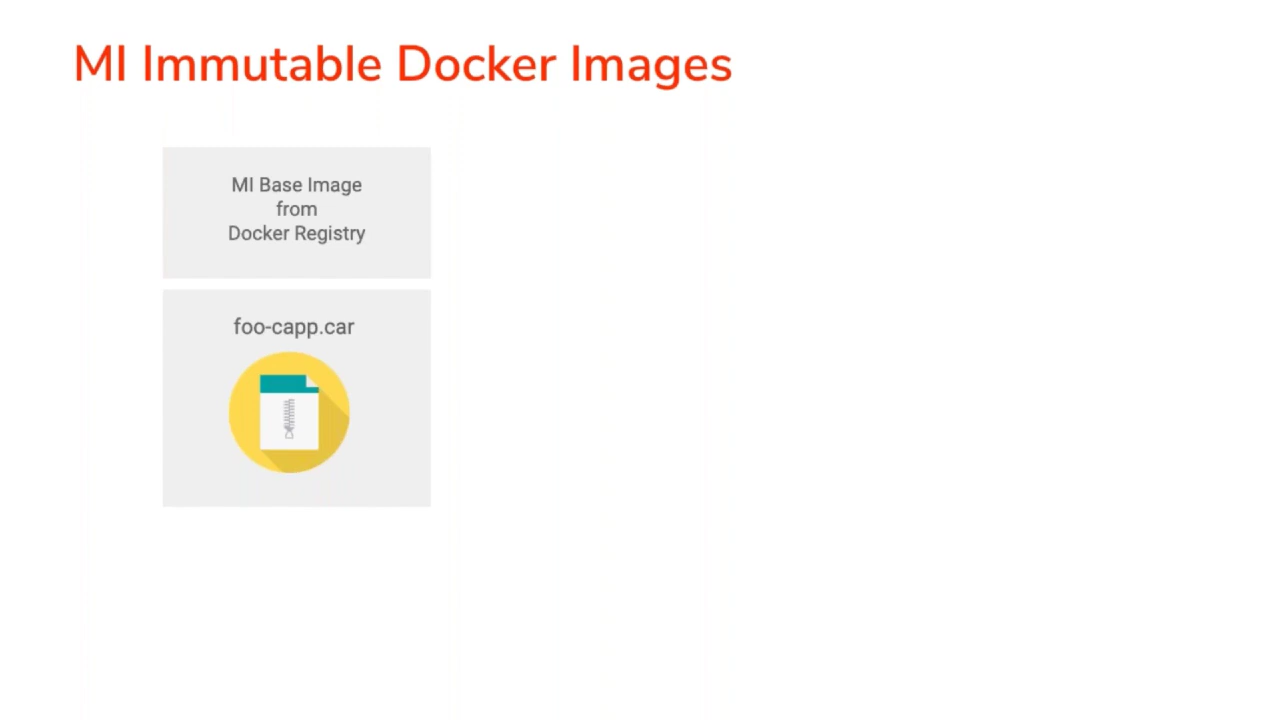 MI Immutable Docker Images
MI Base Image
from
Docker Registry
foo-capp.car